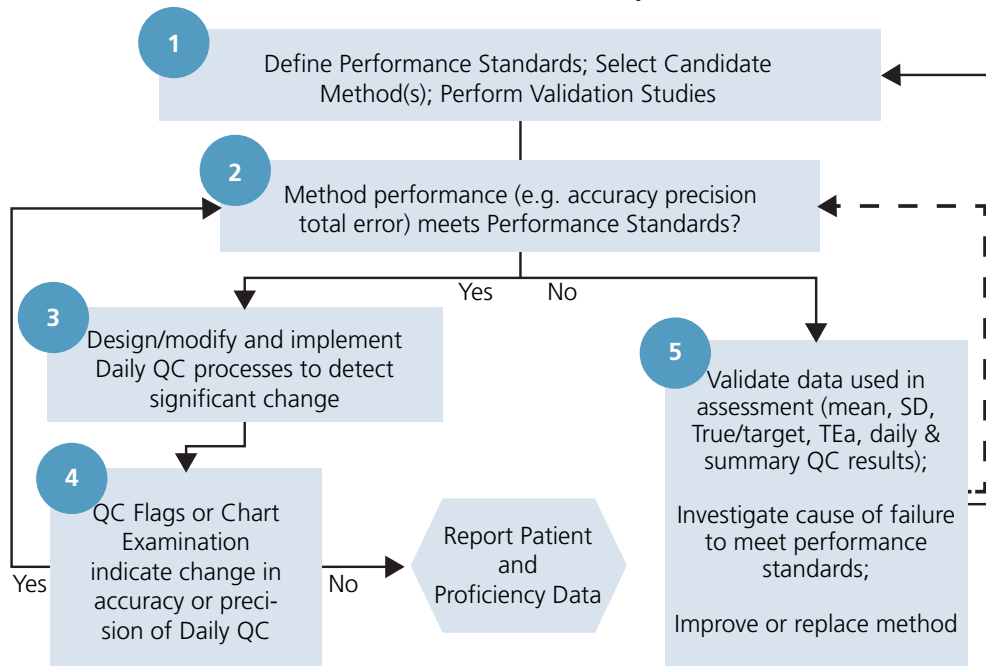 1
Define Performance Standards; Select Candidate
Method(s); Perform Validation Studies
2
Method performance (e.g. accuracy precision
total error) meets Performance Standards?
Yes
No
3
Design/modify and implement
Daily QC processes to detect
significant change
4
QC Flags or Chart
Examination
indicate change in
accuracy or preci-
sion of Daily QC
Yes
No
Report Patient
and
Proficiency Data
5
Validate data used in
assessment (mean, SD,
True/target, TEa, daily &
summary QC results);
Investigate cause of failure
to meet performance
standards;
Improve or replace method